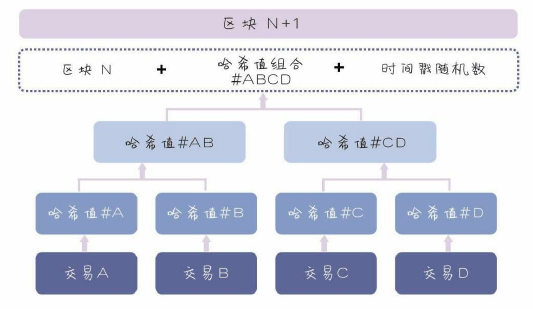 区块 N+1
区块 N + 哈希值组合 + 时间戳随机数
#ABCD
哈希值#AB 哈希值#CD
哈希值#A 哈希值#B 哈希值#C 哈希值#D
交易A 交易B 交易C 交易D